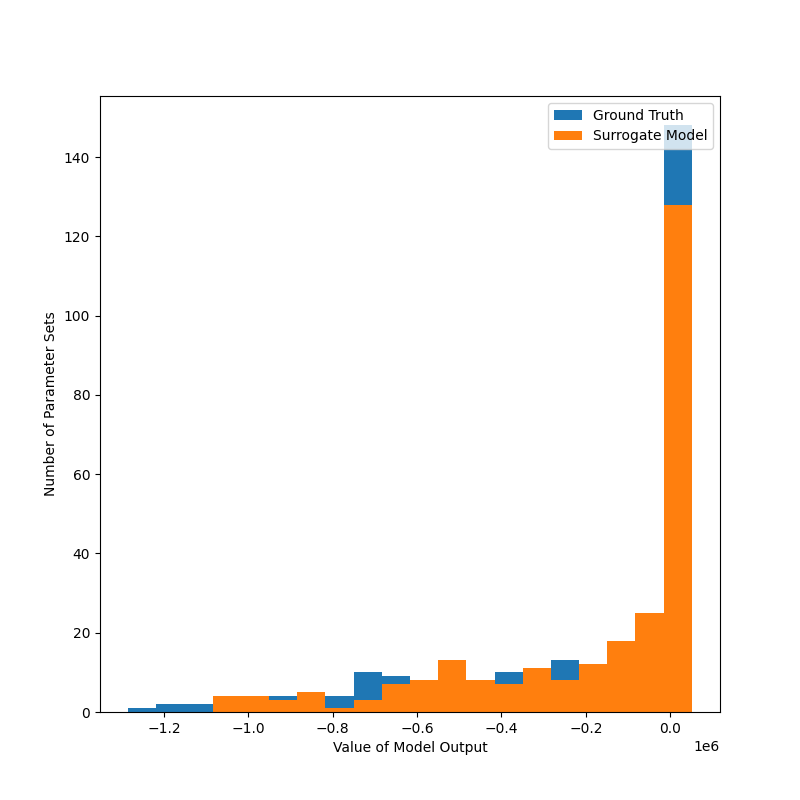 Ground Truth
Surrogate Model
140
120
100
80
60
40
20
0
Number of Parameter Sets
−1.2 −1.0 −0.8 −0.6 −0.4 −0.2 0.0
1e6
Value of Model Output